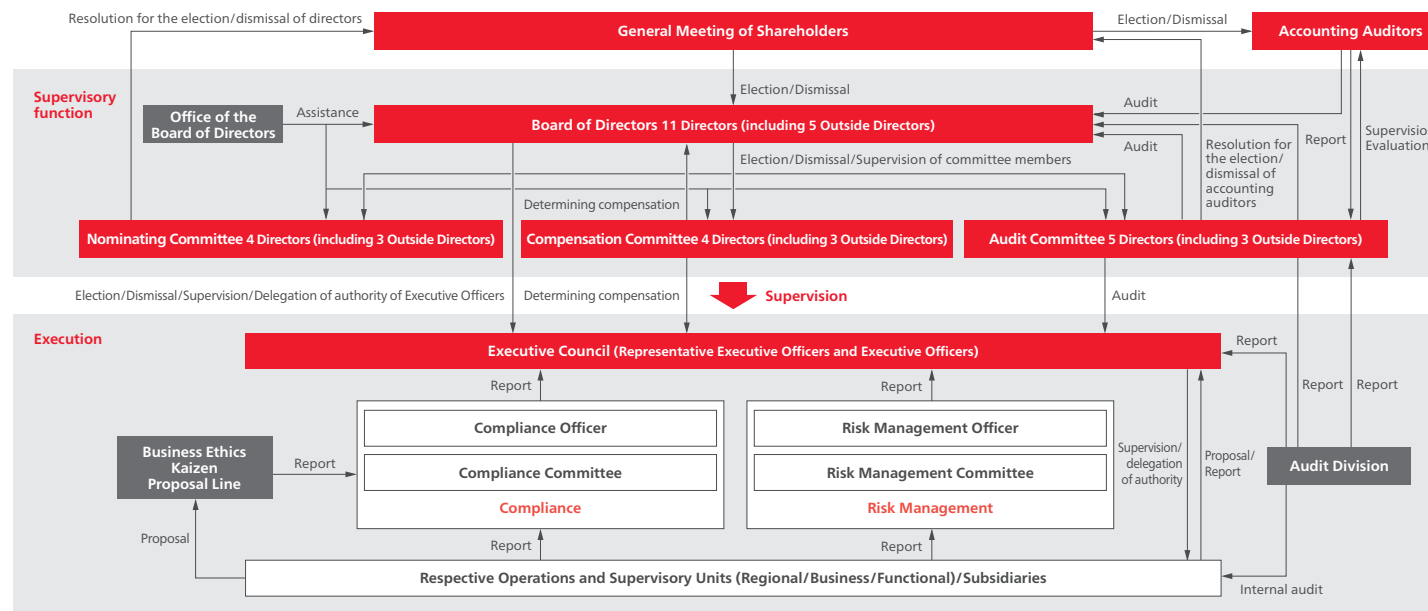 Resolution for the election/dismissal of directors
General Meeting of Shareholders
Election/Dismissal
Accounting Auditors
Supervisory
function
Office of the
Board of Directors
Assistance
Election/Dismissal
Board of Directors 11 Directors (including 5 Outside Directors)
Audit
Audit
Resolution for
the election/
dismissal of
accounting
auditors
Report
Supervisio
Evaluation
Election/Dismissal/Supervision of committee members
Determining compensation
Nominating Committee 4 Directors (including 3 Outside Directors)
Compensation Committee 4 Directors (including 3 Outside Directors)
Audit Committee 5 Directors (including 3 Outside Directors)
Election/Dismissal/Supervision/Delegation of authority of Executive Officers
Determining compensation
Supervision
Audit
Execution
Executive Council (Representative Executive Officers and Executive Officers)
Report
Report
Report
Report
Report
Compliance Officer
Risk Management Officer
Business Ethics
Kaizen
Proposal Line
Report
Compliance Committee
Risk Management Committee
Supervision/
delegation
of authority
Proposal/
Report
Audit Division
Compliance
Risk Management
Proposal
Report
Report
Respective Operations and Supervisory Units (Regional/Business/Functional)/Subsidiaries
Internal audit